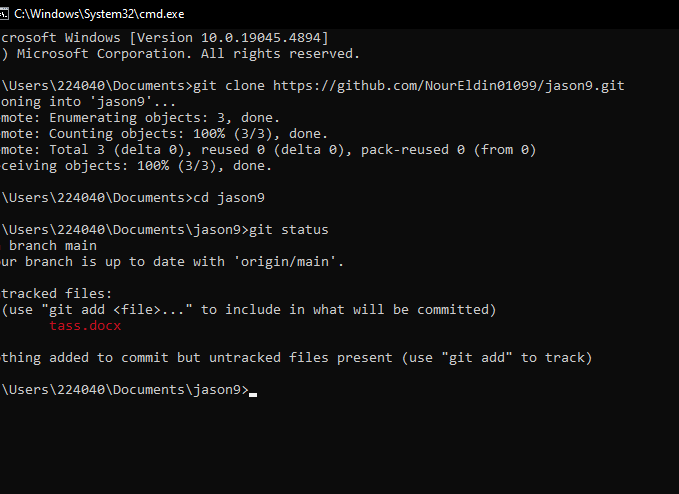 C:\Windows\System32\cmd.exe
crosoft Windows [Version 10.0.19045.4894]
) Microsoft Corporation. All rights reserved.
\Users\224040\Documents>git clone https://github.com/NourEldin01099/jason9.git
oning into 'jason9'...
mote: Enumerating objects: 3, done.
mote: Counting objects: 100% (3/3), done.
mote: Total 3 (delta 0), reused 0 (delta 0), pack-reused 0 (from 0)
ceiving objects: 100% (3/3), done.
\Users\224040\Documents>cd jason9
\Users\224040\Documents\jason9>git status
branch main
ur branch is up to date with 'origin/main'.
tracked files:
(use "git add <file>..." to include in what will be committed)
tass.docx
thing added to commit but untracked files present (use "git add" to track)
\Users\224040\Documents\jason9>